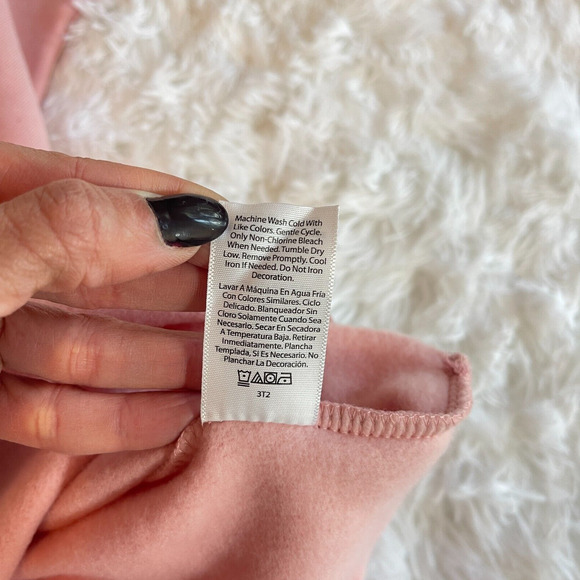 Machine Wash Cold With
Like Colors. Gentle Cycle.
Only Non-Chlorine Bleach
When Needed. Tumble Dry
Low. Remove Promptly. Cool
Iron If Needed. Do Not Iron
Decoration.
Lavar A Máquina En Agua Fría
Con Colores Similares. Ciclo
Delicado. Blanqueador Sin
Cloro Solamente Cuando Sea
Necesario. Secar En Secadora
A Temperatura Baja. Retirar
Inmediatamente. Plancha
Templada, Si Es Necesario. No
Planchar La Decoración.
3T2